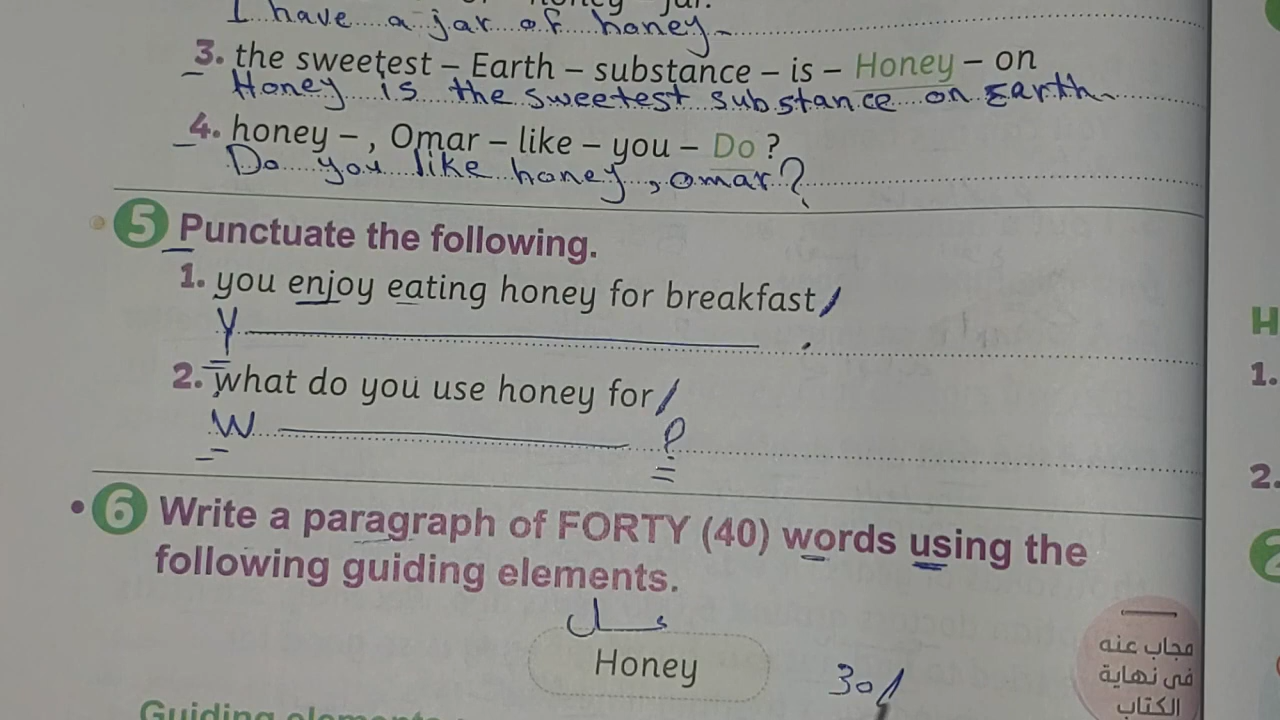 I have a jar of honey.
3. the sweetest – Earth – substance – is – Honey – on
Honey is the sweetest substance on Earth.
4. honey – , Omar – like – you – Do ?
Do you like honey, omar?
5 Punctuate the following.
1. you enjoy eating honey for breakfast/
Y .
2. what do you use honey for/
W ?
6 Write a paragraph of FORTY (40) words using the
following guiding elements.
عسل
Honey
30/
مجاب عنه
في نهاية
الكتاب
H
1.
2.
2